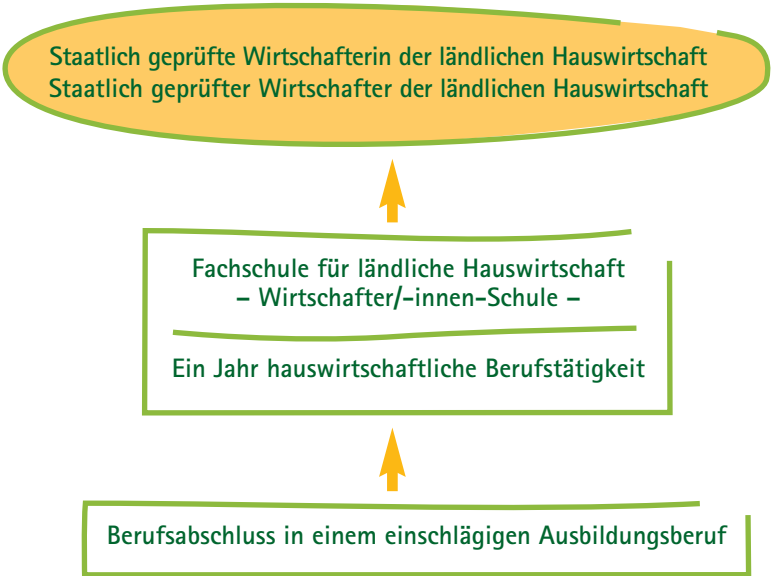 Staatlich geprüfte Wirtschafterin der ländlichen Hauswirtschaft
Staatlich geprüfter Wirtschafter der ländlichen Hauswirtschaft
Fachschule für ländliche Hauswirtschaft
– Wirtschafter/-innen-Schule –
Ein Jahr hauswirtschaftliche Berufstätigkeit
Berufsabschluss in einem einschlägigen Ausbildungsberuf